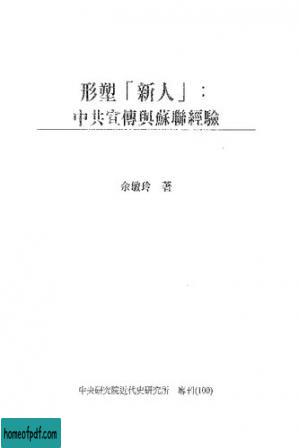 形塑「新人」:
中共宣傳與蘇聯經驗
余敏玲 著
中央研究院近代史研究所 專刊(100)
homeofpdf.com